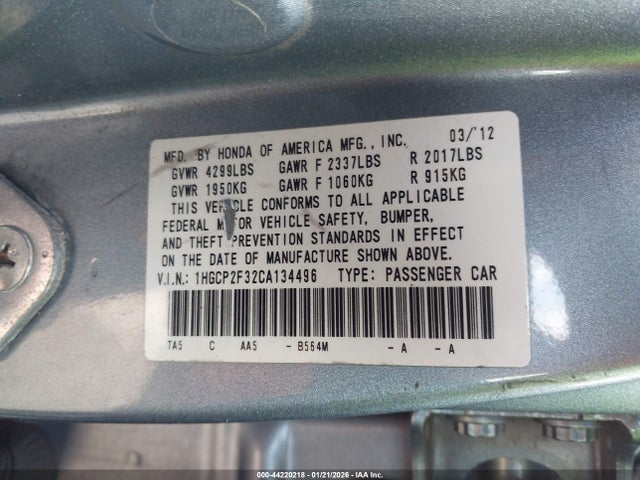 MFD. BY HONDA OF AMERICA MFG., INC. 03/'12
GVWR 4299LBS GAWR F 2337LBS R 2017LBS
GVWR 1950KG GAWR F 1060KG R 915KG
THIS VEHICLE CONFORMS TO ALL APPLICABLE
FEDERAL MOTOR VEHICLE SAFETY, BUMPER,
AND THEFT PREVENTION STANDARDS IN EFFECT
ON THE DATE OF MANUFACTURE SHOWN ABOVE.
V.I.N.: 1HGCP2F32CA134496 TYPE: PASSENGER CAR
TA5 C AA5 - B564M - A - A
000-44220218 - 01/21/2026 - IAA Inc.